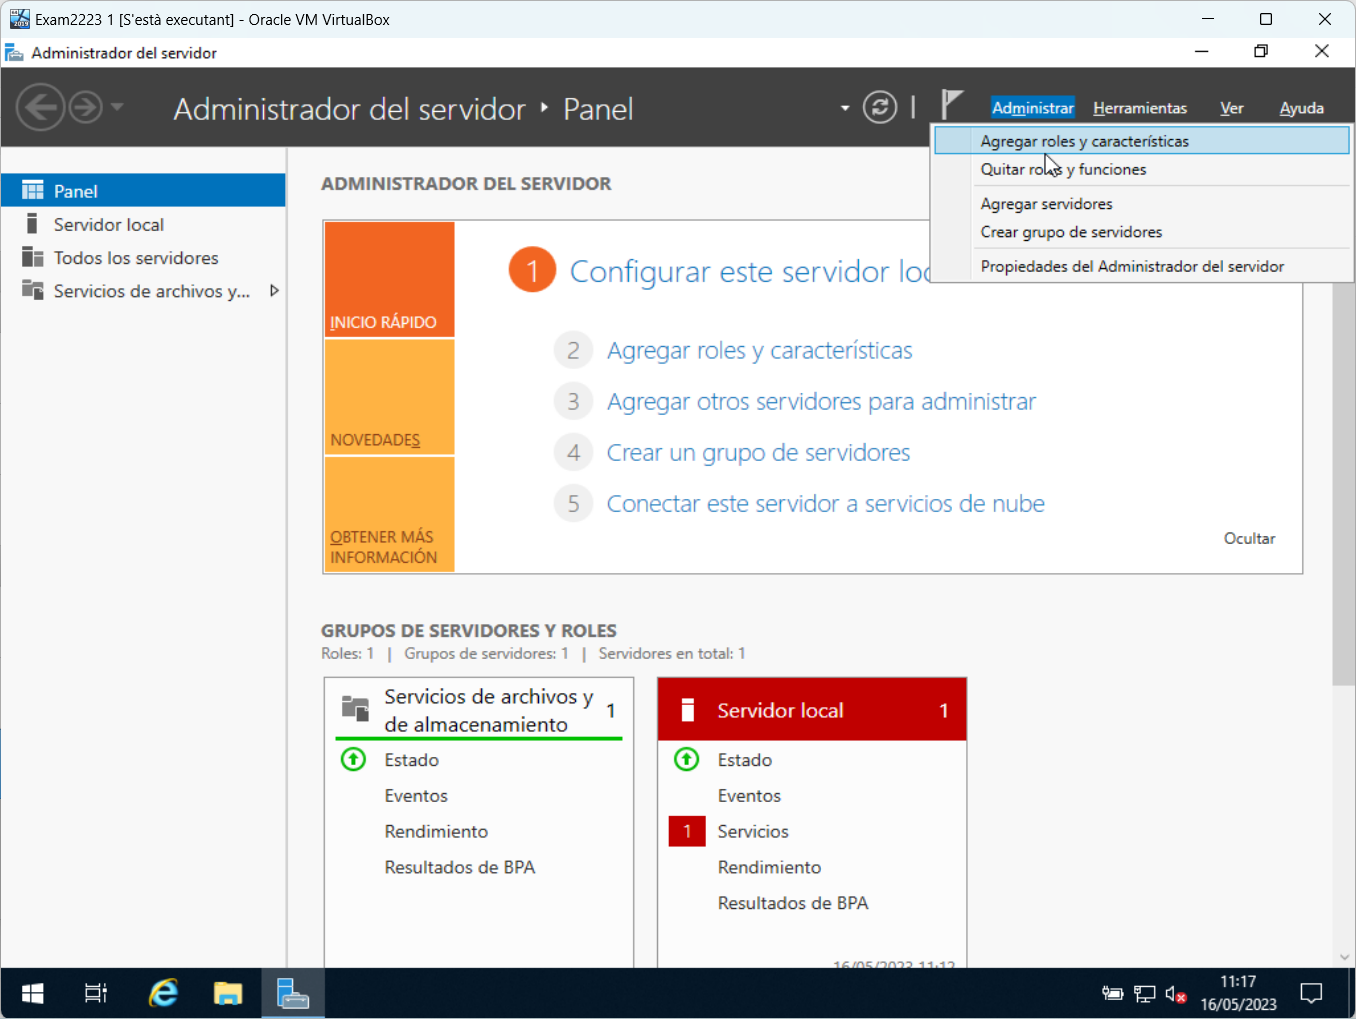 Exam2223 1 [S'està executant] - Oracle VM VirtualBox
Administrador del servidor
Administrador del servidor ‣ Panel
Administrar Herramientas Ver Ayuda
Agregar roles y características
Quitar roles y funciones
Agregar servidores
Crear grupo de servidores
Propiedades del Administrador del servidor
Panel
Servidor local
Todos los servidores
Servicios de archivos y...
ADMINISTRADOR DEL SERVIDOR
INICIO RÁPIDO
NOVEDADES
OBTENER MÁS
INFORMACIÓN
1 Configurar este servidor loc
2 Agregar roles y características
3 Agregar otros servidores para administrar
4 Crear un grupo de servidores
5 Conectar este servidor a servicios de nube
Ocultar
GRUPOS DE SERVIDORES Y ROLES
Roles: 1 | Grupos de servidores: 1 | Servidores en total: 1
Servicios de archivos y
de almacenamiento
1
Estado
Eventos
Rendimiento
Resultados de BPA
Servidor local 1
Estado
Eventos
1 Servicios
Rendimiento
Resultados de BPA
16/05/2023 11:12
11:17
16/05/2023